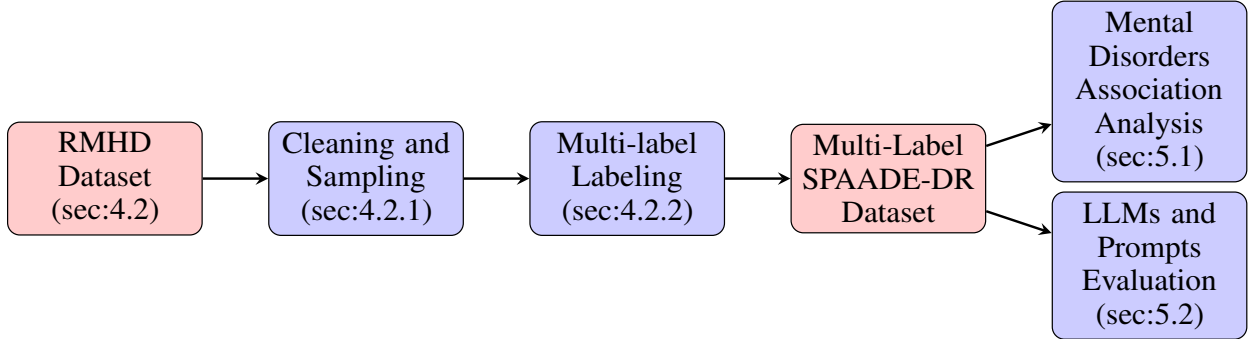 RMHD
Dataset
(sec:4.2)
Cleaning and
Sampling
(sec:4.2.1)
Multi-label
Labeling
(sec:4.2.2)
Multi-Label
SPAADE-DR
Dataset
Mental
Disorders
Association
Analysis
(sec:5.1)
LLMs and
Prompts
Evaluation
(sec:5.2)